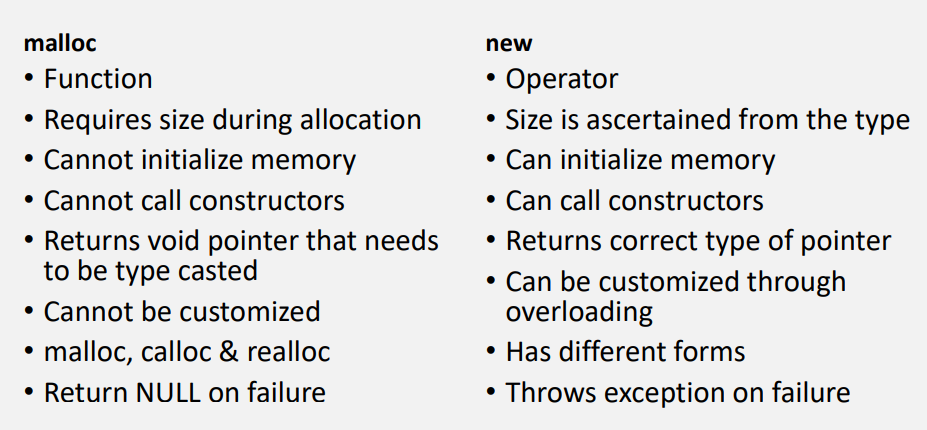 malloc
• Function
• Requires size during allocation
• Cannot initialize memory
• Cannot call constructors
• Returns void pointer that needs
to be type casted
• Cannot be customized
• malloc, calloc & realloc
• Return NULL on failure
new
• Operator
• Size is ascertained from the type
• Can initialize memory
• Can call constructors
• Returns correct type of pointer
• Can be customized through
overloading
• Has different forms
• Throws exception on failure